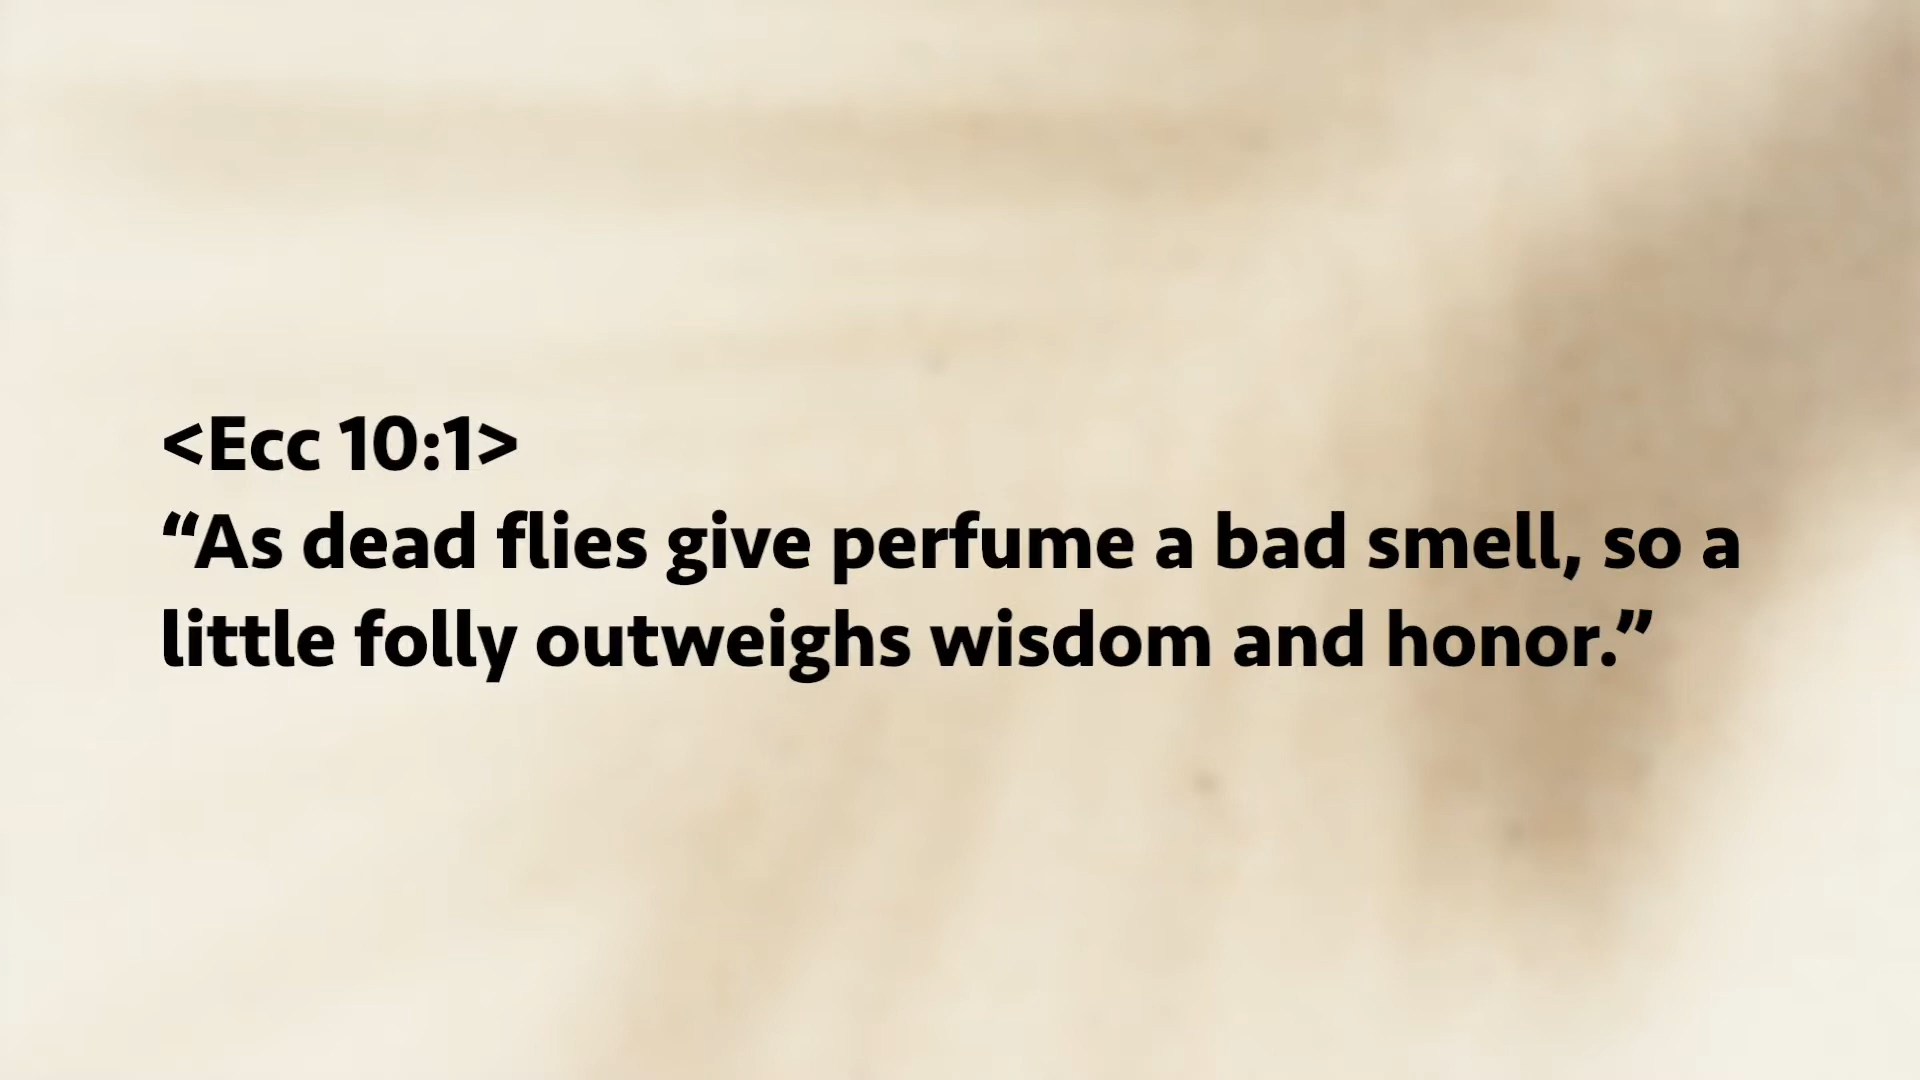 <Ecc 10:1>
“As dead flies give perfume a bad smell, so a
little folly outweighs wisdom and honor.”